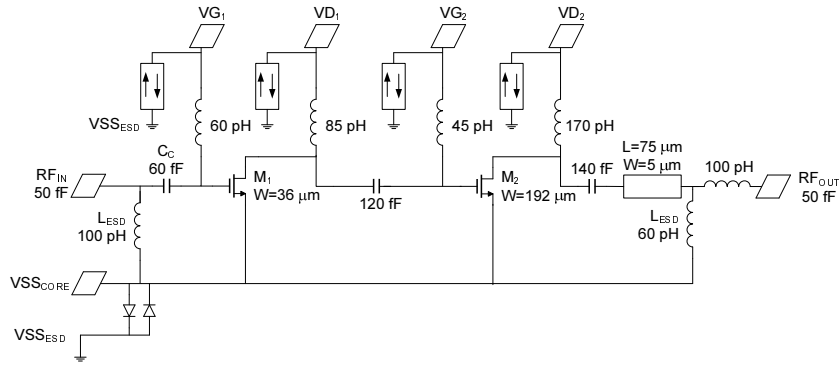 VG1
VD1
VG2
VD2
VSSESD
60 pH
85 pH
45 pH
170 pH
L=75 μm
W=5 μm
100 pH
CC
60 fF
RFIN
50 fF
M1
W=36 μm
120 fF
M2
W=192 μm
140 fF
RFOUT
50 fF
LESD
100 pH
LESD
60 pH
VSSCORE
VSSESD